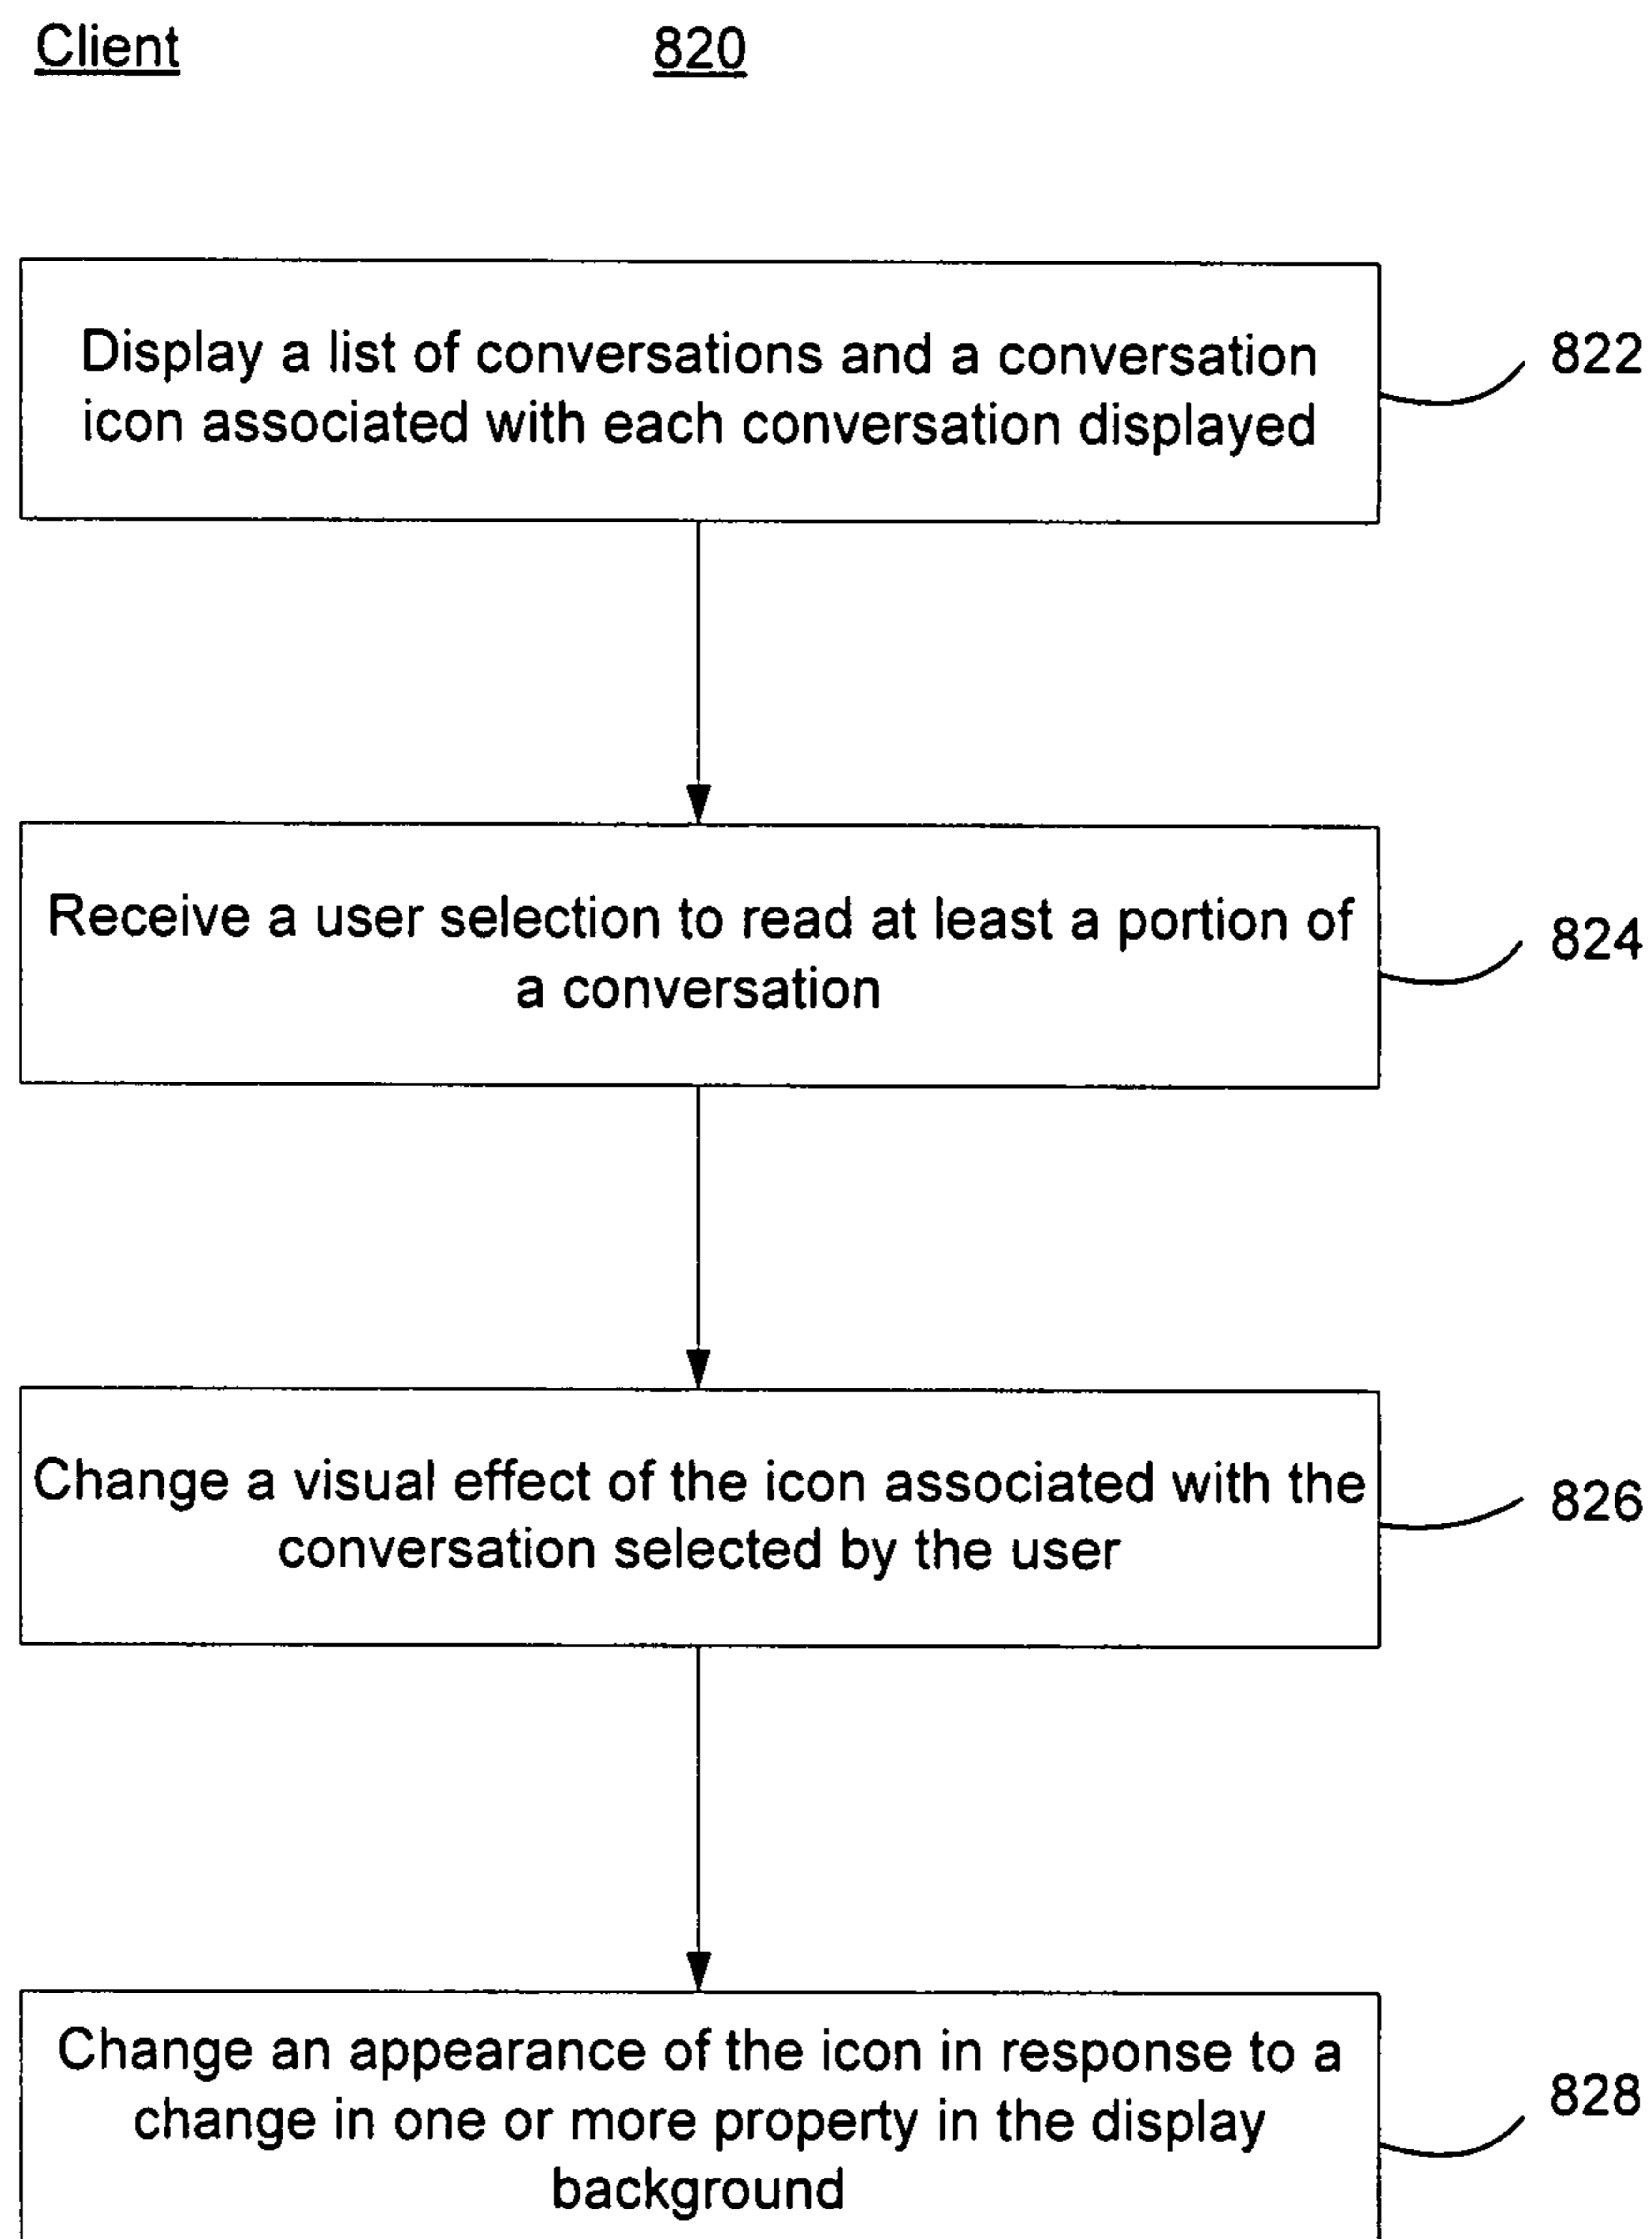 Client
820
Display a list of conversations and a conversation
icon associated with each conversation displayed
822
Receive a user selection to read at least a portion of
a conversation
824
Change a visual effect of the icon associated with the
conversation selected by the user
826
Change an appearance of the icon in response to a
change in one or more property in the display
background
828